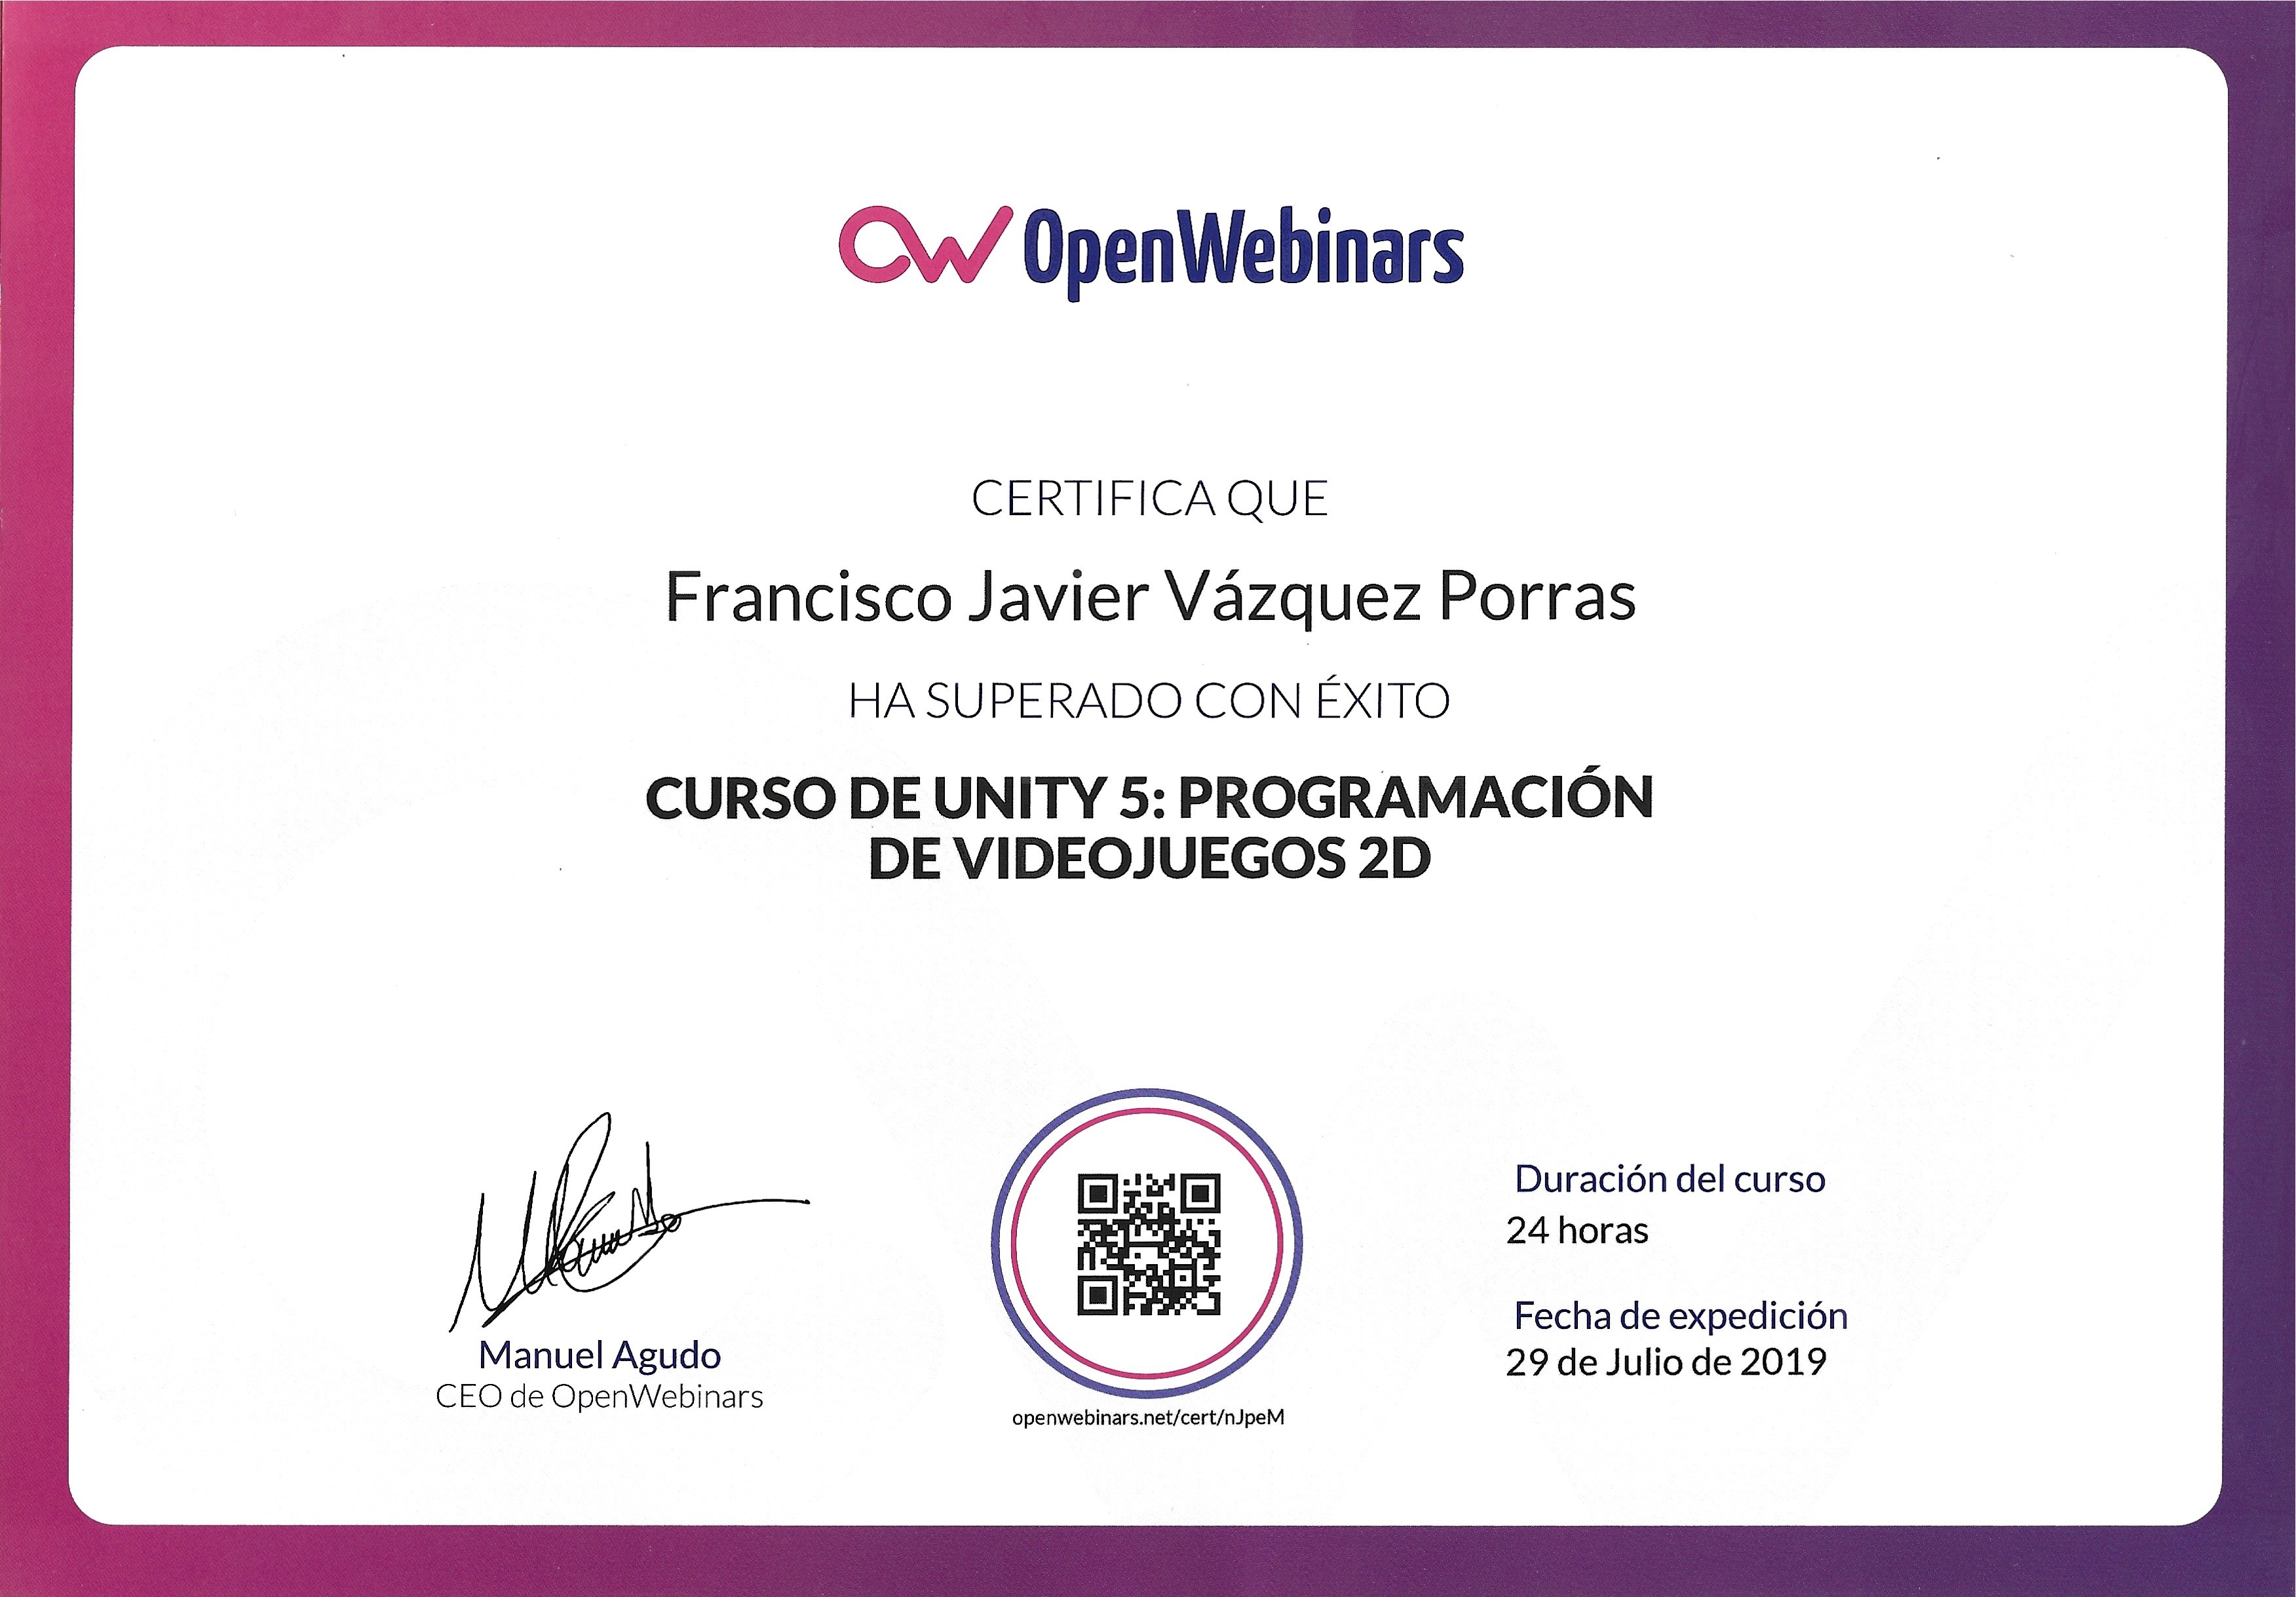 OpenWebinars
CERTIFICA QUE
Francisco Javier Vázquez Porras
HA SUPERADO CON ÉXITO
CURSO DE UNITY 5: PROGRAMACIÓN
DE VIDEOJUEGOS 2D
Manuel Agudo
CEO de OpenWebinars
openwebinars.net/cert/nJpeM
Duración del curso
24 horas
Fecha de expedición
29 de Julio de 2019